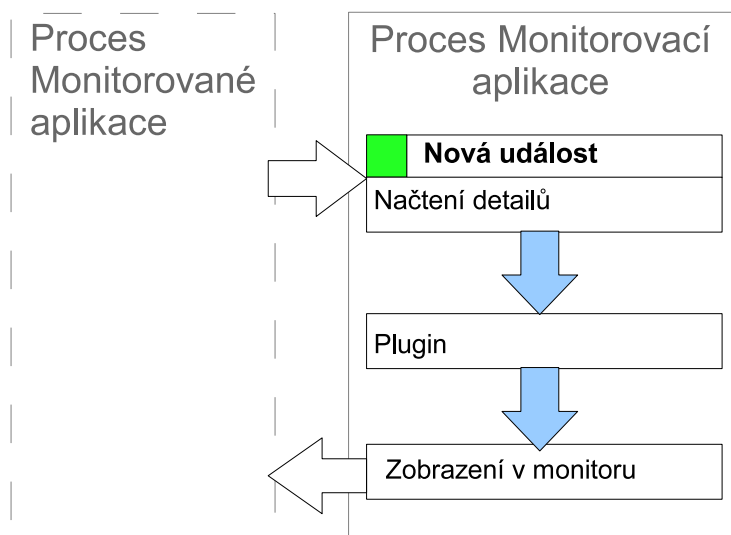 Proces
Monitorované
aplikace
Proces Monitorovací
aplikace
Nová událost
Načtení detailů
Plugin
Zobrazení v monitoru